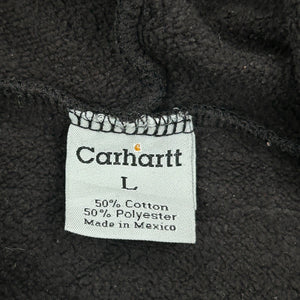 Carhartt
L
50% Cotton
50% Polyester
Made in Mexico